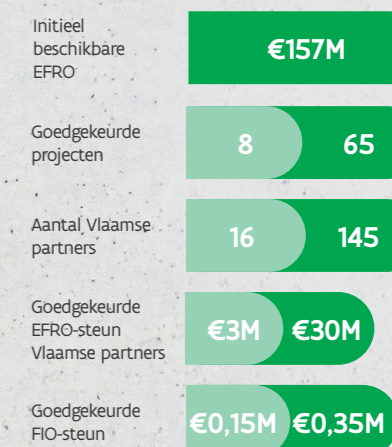 Initieel
beschikbare
EFRO
€157M
Goedgekeurde
projecten
8 65
Aantal Vlaamse
partners
16 145
Goedgekeurde
EFRO-steun
Vlaamse partners
€3M €30M
Goedgekeurde
FIO-steun
€0,15M €0,35M